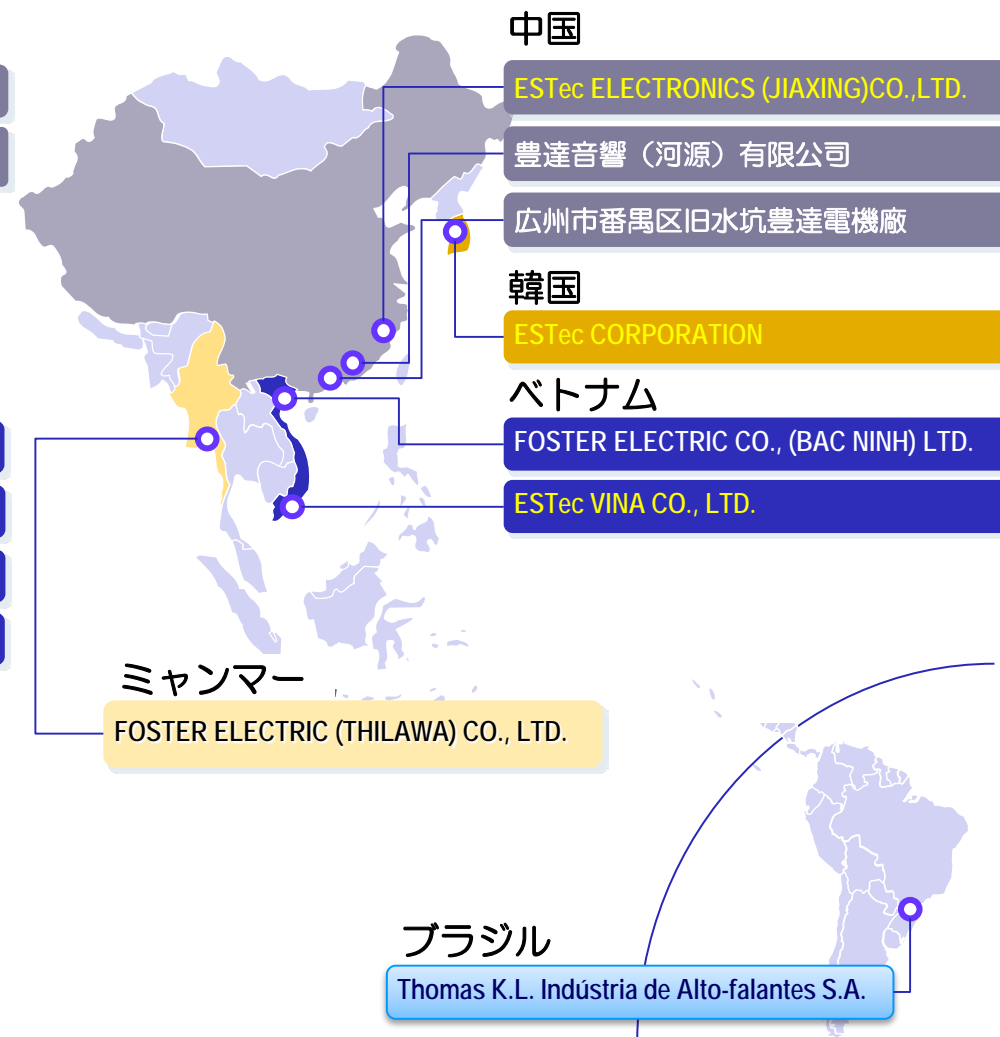 中国
ESTec ELECTRONICS (JIAXING)CO.,LTD.
豊達音響（河源）有限公司
広州市番禺区旧水坑豊達電機廠
韓国
ESTec CORPORATION
ベトナム
FOSTER ELECTRIC CO., (BAC NINH) LTD.
ESTec VINA CO., LTD.
ミャンマー
FOSTER ELECTRIC (THILAWA) CO., LTD.
ブラジル
Thomas K.L. Indústria de Alto-falantes S.A.